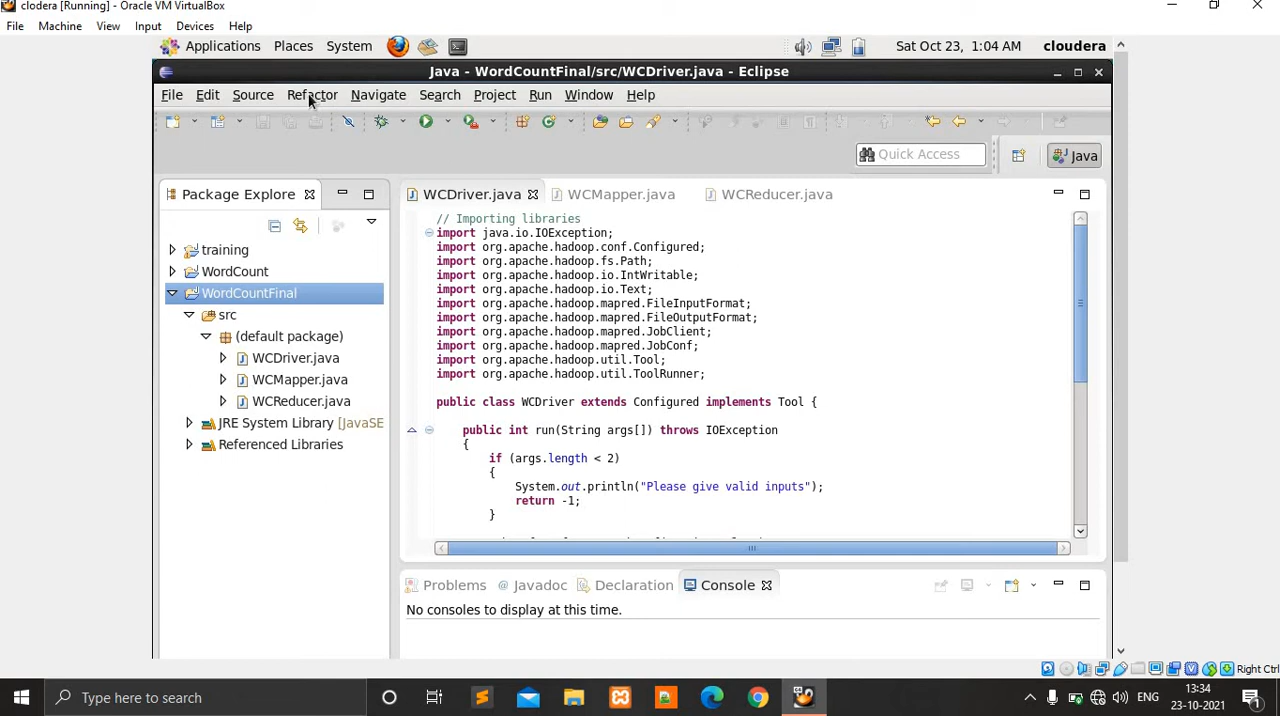 clodera [Running] - Oracle VM VirtualBox
File Machine View Input Devices Help
Applications Places System Sat Oct 23, 1:04 AM cloudera
Java - WordCountFinal/src/WCDriver.java - Eclipse
File Edit Source Refactor Navigate Search Project Run Window Help
Quick Access Java
Package Explore
training
WordCount
WordCountFinal
src
(default package)
WCDriver.java
WCMapper.java
WCReducer.java
JRE System Library [JavaSE
Referenced Libraries
WCDriver.java WCMapper.java WCReducer.java
// Importing libraries
import java.io.IOException;
import org.apache.hadoop.conf.Configured;
import org.apache.hadoop.fs.Path;
import org.apache.hadoop.io.IntWritable;
import org.apache.hadoop.io.Text;
import org.apache.hadoop.mapred.FileInputFormat;
import org.apache.hadoop.mapred.FileOutputFormat;
import org.apache.hadoop.mapred.JobClient;
import org.apache.hadoop.mapred.JobConf;
import org.apache.hadoop.util.Tool;
import org.apache.hadoop.util.ToolRunner;
public class WCDriver extends Configured implements Tool {
public int run(String args[]) throws IOException
{
if (args.length < 2)
{
System.out.println("Please give valid inputs");
return -1;
}
Problems Javadoc Declaration Console
No consoles to display at this time.
Right Ctrl
Type here to search
ENG
13:34
23-10-2021